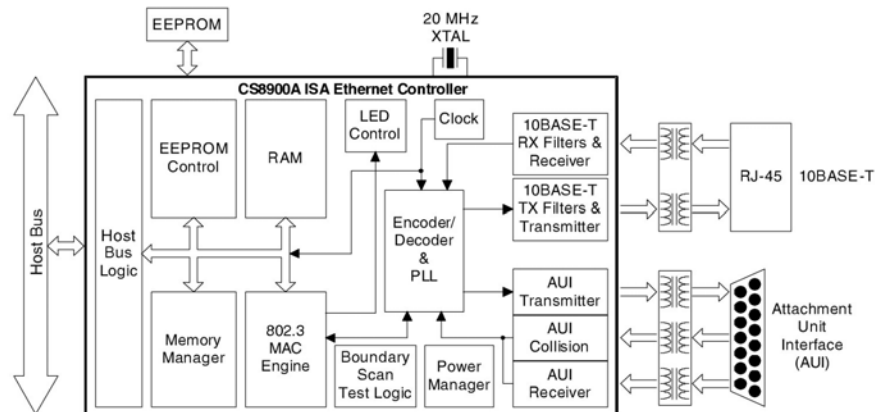 EEPROM
20 MHz
XTAL
CS8900A ISA Ethernet Controller
Host Bus
Host
Bus
Logic
EEPROM
Control
RAM
LED
Control
Clock
10BASE-T
RX Filters &
Receiver
10BASE-T
TX Filters &
Transmitter
Encoder/
Decoder
&
PLL
Memory
Manager
802.3
MAC
Engine
Boundary
Scan
Test Logic
Power
Manager
AUI
Transmitter
AUI
Collision
AUI
Receiver
RJ-45
10BASE-T
Attachment
Unit
Interface
(AUI)